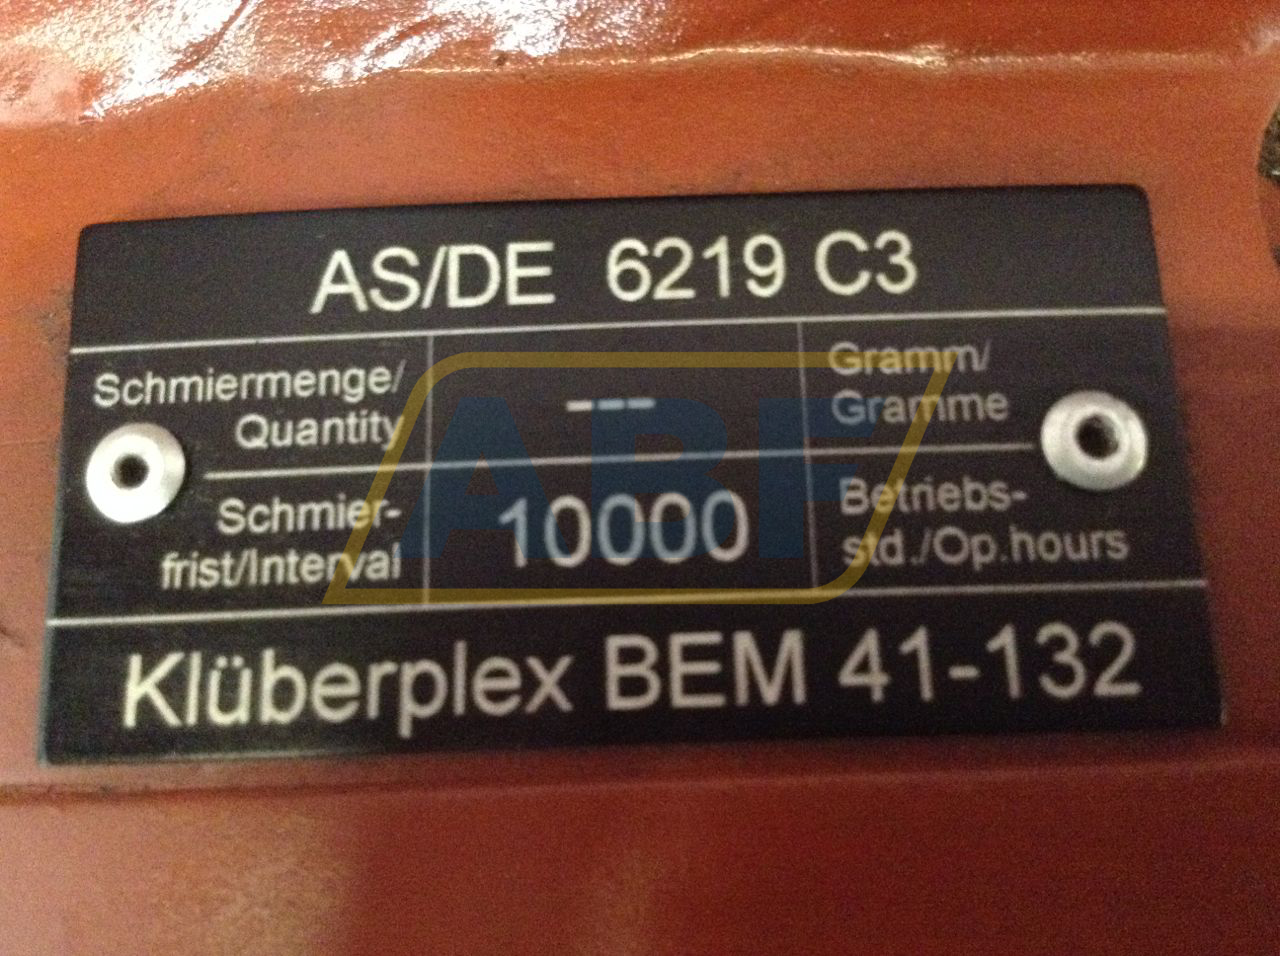 AS/DE 6219 C3
Schmiermenge/
Quantity
---
Gramm/
Gramme
Schmier-
frist/Interval
10000
Betriebs-
std./Op.hours
Klüberplex BEM 41-132
ABF